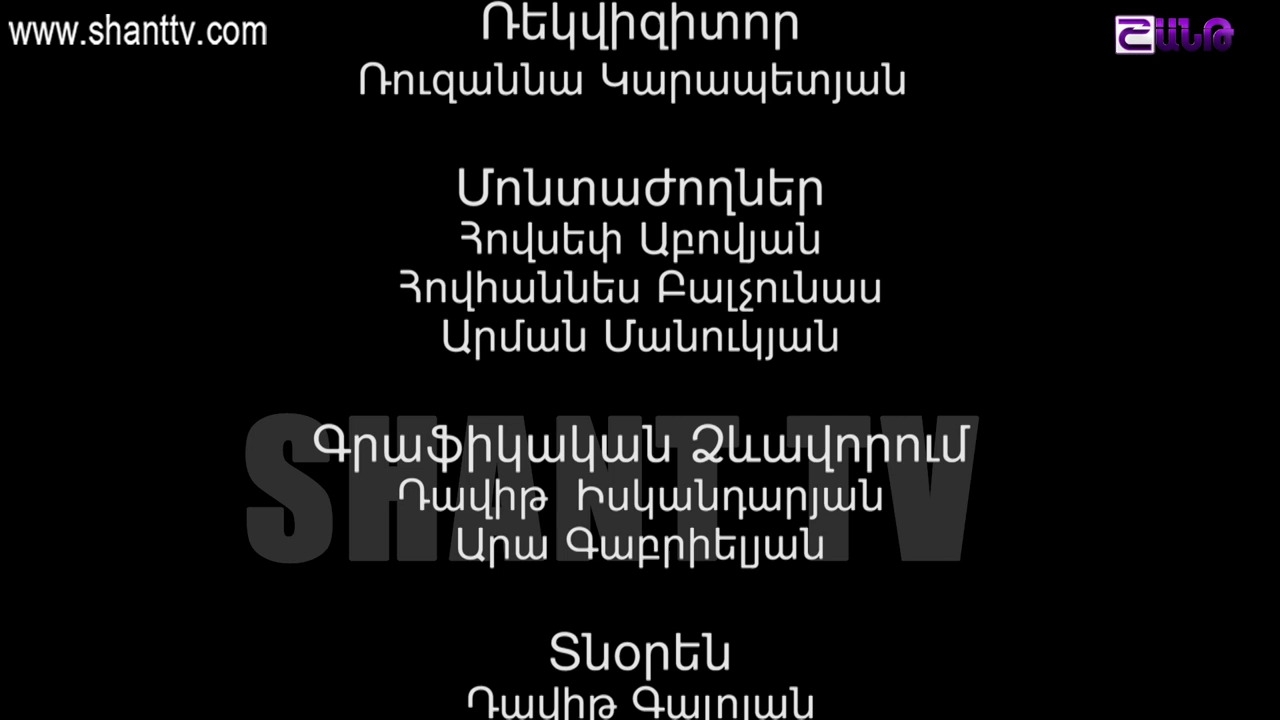 www.shanttv.com
ՇԱՆԹ
Ռեկվիզիտոր
Ռուզաննա Կարապետյան
Մոնտաժողներ
Հովսեփ Աբովյան
Հովհաննես Բալչունաս
Արման Մանուկյան
SHANT TV
Գրաֆիկական Ձևավորում
Դավիթ Իսկանդարյան
Արա Գաբրիելյան
Տնօրեն
Դավիթ Գալոյան